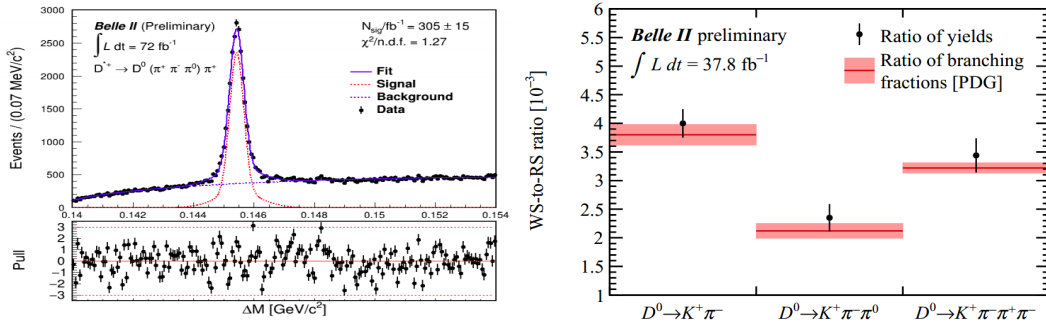 Belle II (Preliminary)
∫ L dt = 72 fb⁻¹
D*⁺ → D⁰ (π⁺ π⁻ π⁰) π⁺
N_sig/fb⁻¹ = 305 ± 15
χ²/n.d.f. = 1.27
Fit
Signal
Background
Data
Events / (0.07 MeV/c²)
3000
2500
2000
1500
1000
500
0
0.14 0.142 0.144 0.146 0.148 0.15 0.152 0.154
Pull
3
2
1
0
−1
−2
−3
ΔM [GeV/c²]
Belle II preliminary
∫ L dt = 37.8 fb⁻¹
Ratio of yields
Ratio of branching
fractions [PDG]
WS-to-RS ratio [10⁻³]
6
5.5
5
4.5
4
3.5
3
2.5
2
1.5
1
D⁰→K⁺π⁻ D⁰→K⁺π⁻π⁰ D⁰→K⁺π⁻π⁺π⁻